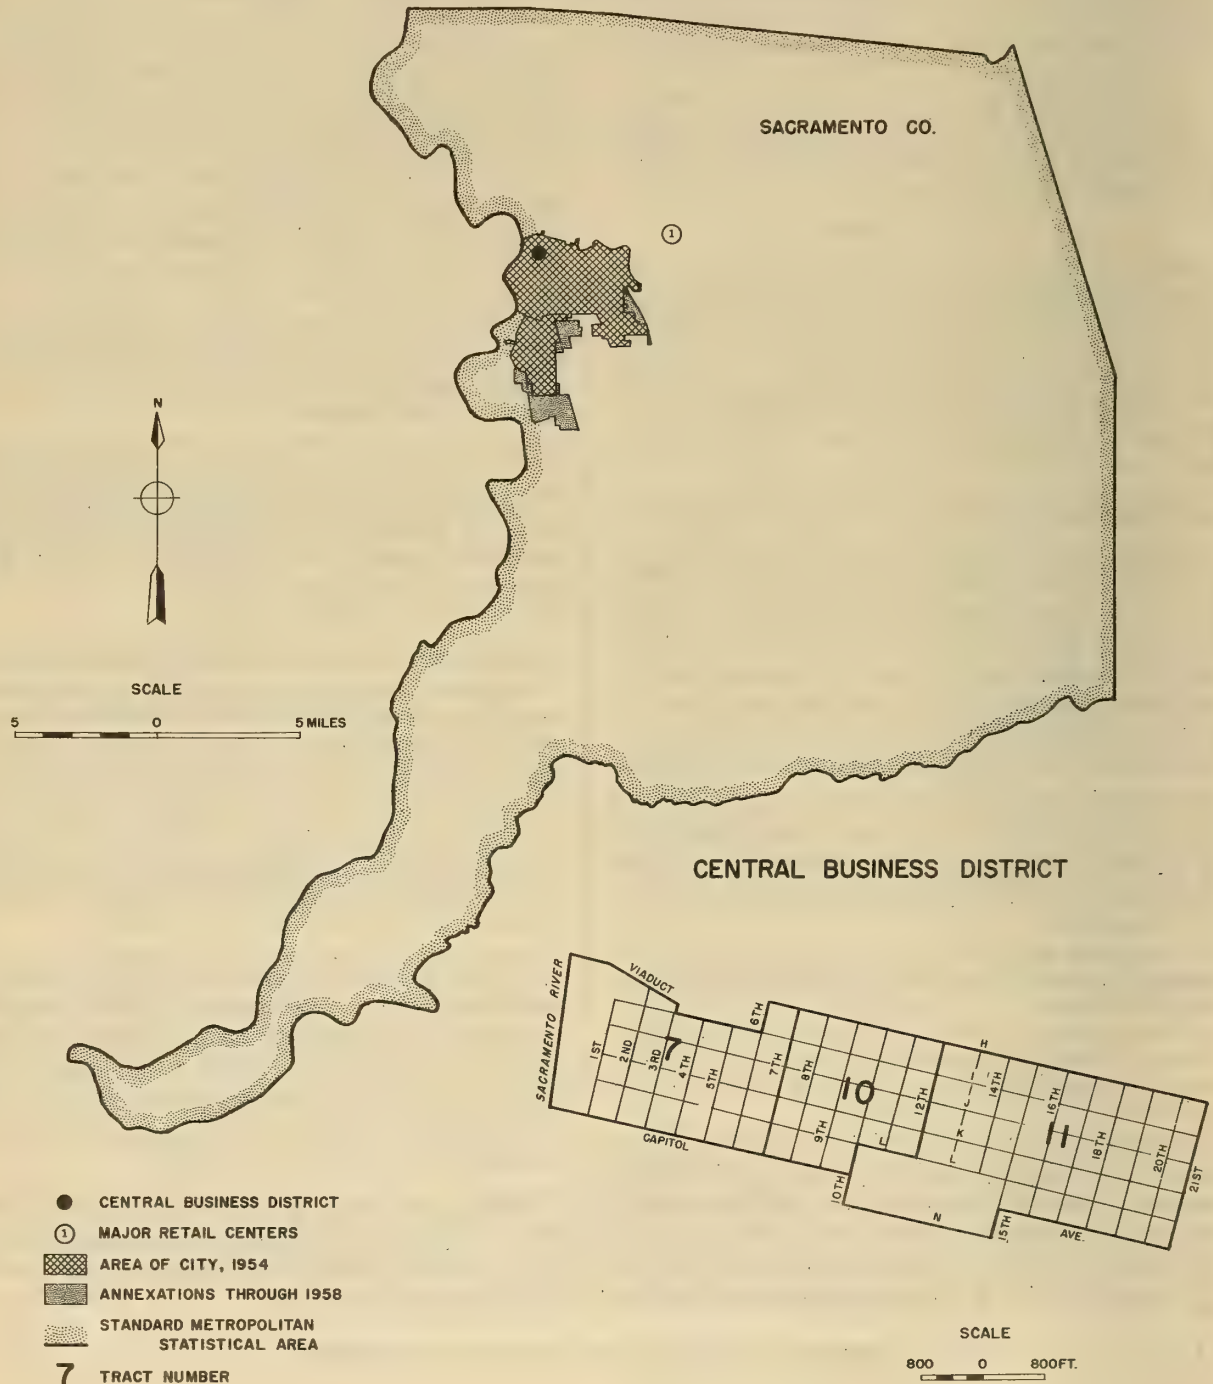 SACRAMENTO CO.
1
N
SCALE
5 0 5 MILES
CENTRAL BUSINESS DISTRICT
SACRAMENTO RIVER
VIADUCT
1ST
2ND
3RD
7
4TH
5TH
6TH
7TH
8TH
10
9TH
L
12TH
H
J
K
L
14TH
16TH
11
18TH
20TH
21ST
CAPITOL
10TH
N
15TH
AVE.
CENTRAL BUSINESS DISTRICT
1 MAJOR RETAIL CENTERS
AREA OF CITY, 1954
ANNEXATIONS THROUGH 1958
STANDARD METROPOLITAN
STATISTICAL AREA
7 TRACT NUMBER
SCALE
800 0 800FT.